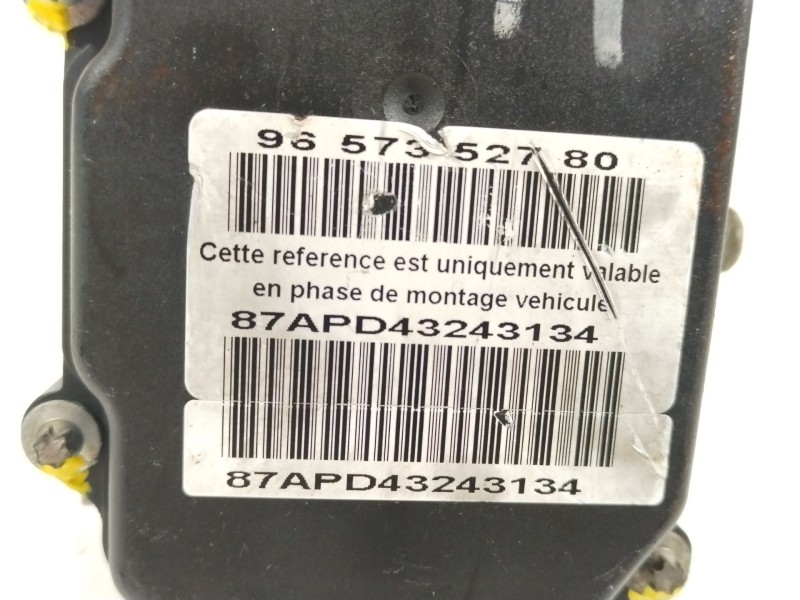 96 573 527 80
Cette reference est uniquement valable
en phase de montage vehicule
87APD43243134
87APD43243134